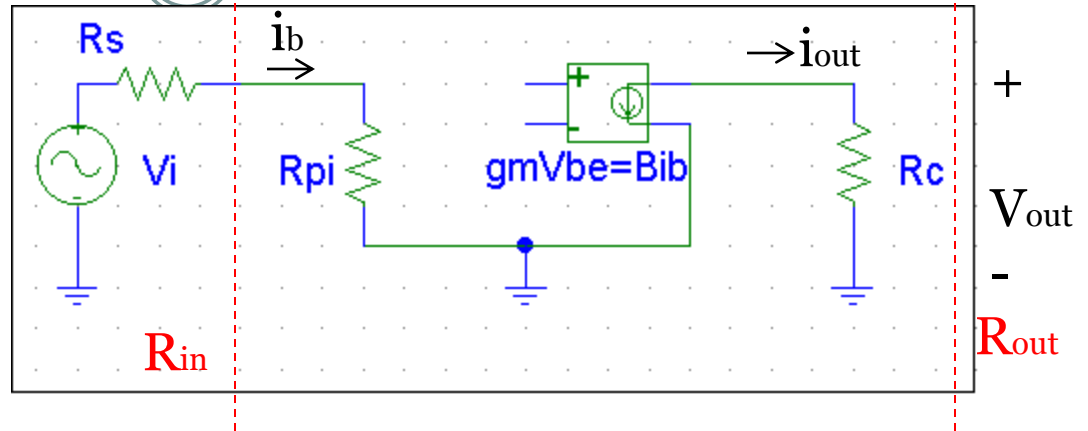 Rs
ib
iout
+
Vi
Rpi
+
-
gmVbe=Bib
Rc
Vout
-
Rin
Rout